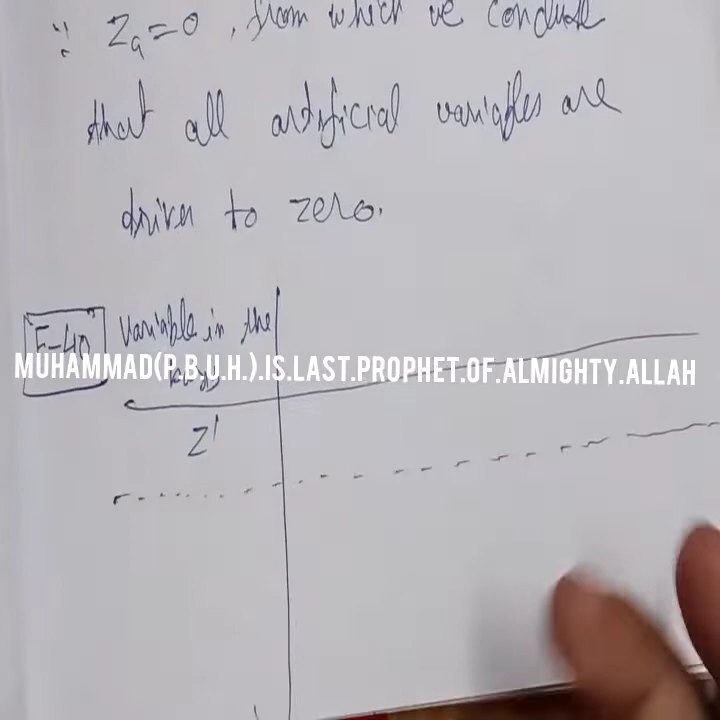 ∵ Za=0, from which we conclude
that all artificial variables are
driven to zero.
E-40 Variable in the
MUHAMMAD(P.B.U.H.).IS.LAST.PROPHET.OF.ALMIGHTY.ALLAH
Z'